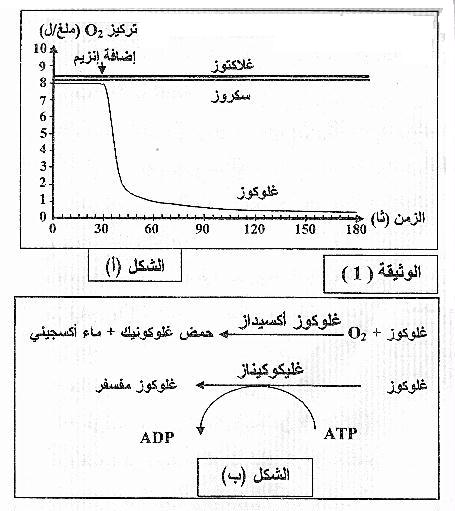 تركيز O2 (ملغ/ل)
إضافة إنزيم
غلاكتوز
سكروز
غلوكوز
10
9
8
7
6
5
4
3
2
1
0
0 30 60 90 120 150 180
الزمن (ثا)
الشكل (أ)
الوثيقة (1)
غلوكوز + O2
غلوكوز أكسيداز
حمض غلوكونيك + ماء أكسجيني
غلوكوز
غليكوكيناز
غلوكوز مفسفر
ATP
ADP
الشكل (ب)